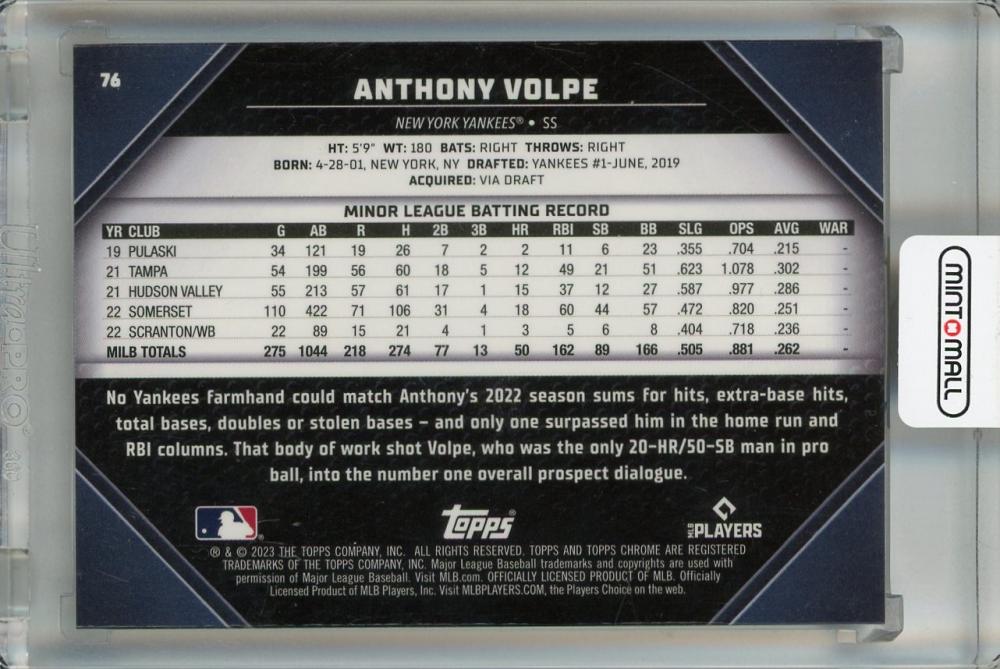 76
ANTHONY VOLPE
NEW YORK YANKEES® • SS
HT: 5'9" WT: 180 BATS: RIGHT THROWS: RIGHT
BORN: 4-28-01, NEW YORK, NY DRAFTED: YANKEES #1-JUNE, 2019
ACQUIRED: VIA DRAFT
MINOR LEAGUE BATTING RECORD
YR CLUB G AB R H 2B 3B HR RBI SB BB SLG OPS AVG WAR
19 PULASKI 34 121 19 26 7 2 2 11 6 23 .355 .704 .215 -
21 TAMPA 54 199 56 60 18 5 12 49 21 51 .623 1.078 .302 -
21 HUDSON VALLEY 55 213 57 61 17 1 15 37 12 27 .587 .977 .286 -
22 SOMERSET 110 422 71 106 31 4 18 60 44 57 .472 .820 .251 -
22 SCRANTON/WB 22 89 15 21 4 1 3 5 6 8 .404 .718 .236 -
MILB TOTALS 275 1044 218 274 77 13 50 162 89 166 .505 .881 .262 -
No Yankees Farmhand could match Anthony's 2022 season sums for hits, extra-base hits,
total bases, doubles or stolen bases – and only one surpassed him in the home run and
RBI columns. That body of work shot Volpe, who was the only 20-HR/50-SB man in pro
ball, into the number one overall prospect dialogue.
Topps®
MLB PLAYERS
® & © 2023 THE TOPPS COMPANY, INC. ALL RIGHTS RESERVED. TOPPS AND TOPPS CHROME ARE REGISTERED
TRADEMARKS OF THE TOPPS COMPANY, INC. Major League Baseball trademarks and copyrights are used with
permission of Major League Baseball. Visit MLB.com. OFFICIALLY LICENSED PRODUCT OF MLB. Officially
Licensed Product of MLB Players, Inc. Visit MLBPLAYERS.COM, the Players Choice on the web.
MINTOMALL
Ultra PRO®